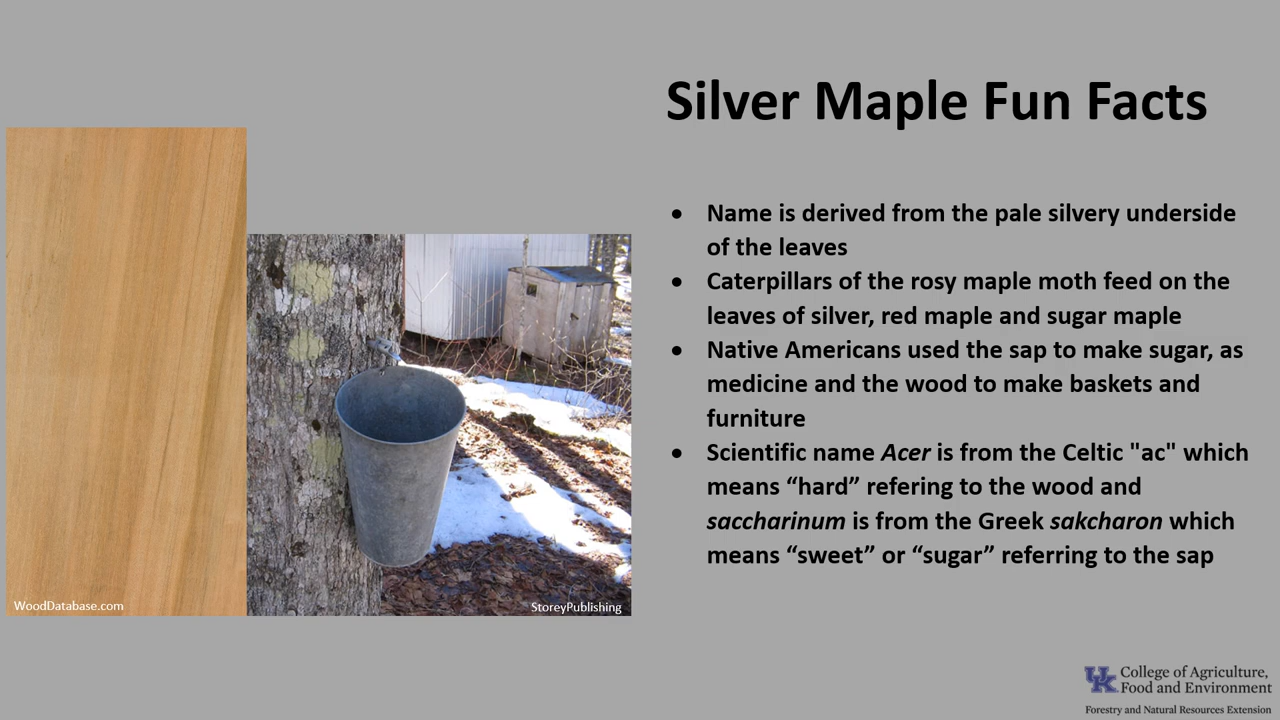 Silver Maple Fun Facts
• Name is derived from the pale silvery underside
of the leaves
• Caterpillars of the rosy maple moth feed on the
leaves of silver, red maple and sugar maple
• Native Americans used the sap to make sugar, as
medicine and the wood to make baskets and
furniture
• Scientific name Acer is from the Celtic "ac" which
means “hard” refering to the wood and
saccharinum is from the Greek sakcharon which
means “sweet” or “sugar” referring to the sap
WoodDatabase.com
StoreyPublishing
UK College of Agriculture,
Food and Environment
Forestry and Natural Resources Extension